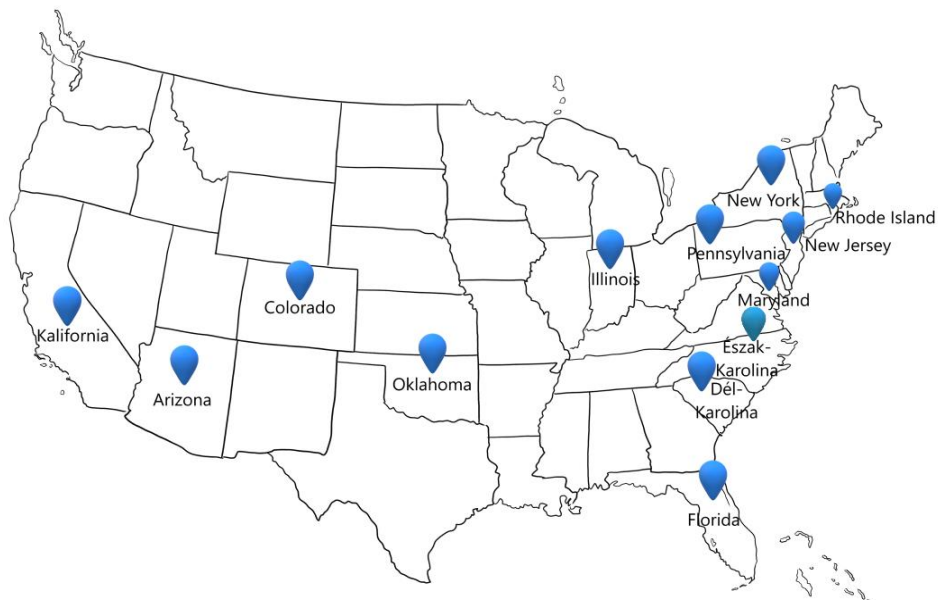 New York
Rhode Island
Pennsylvania
New Jersey
Illinois
Maryland
Colorado
Kalifornia
Észak-
Karolina
Oklahoma
Dél-
Karolina
Arizona
Florida